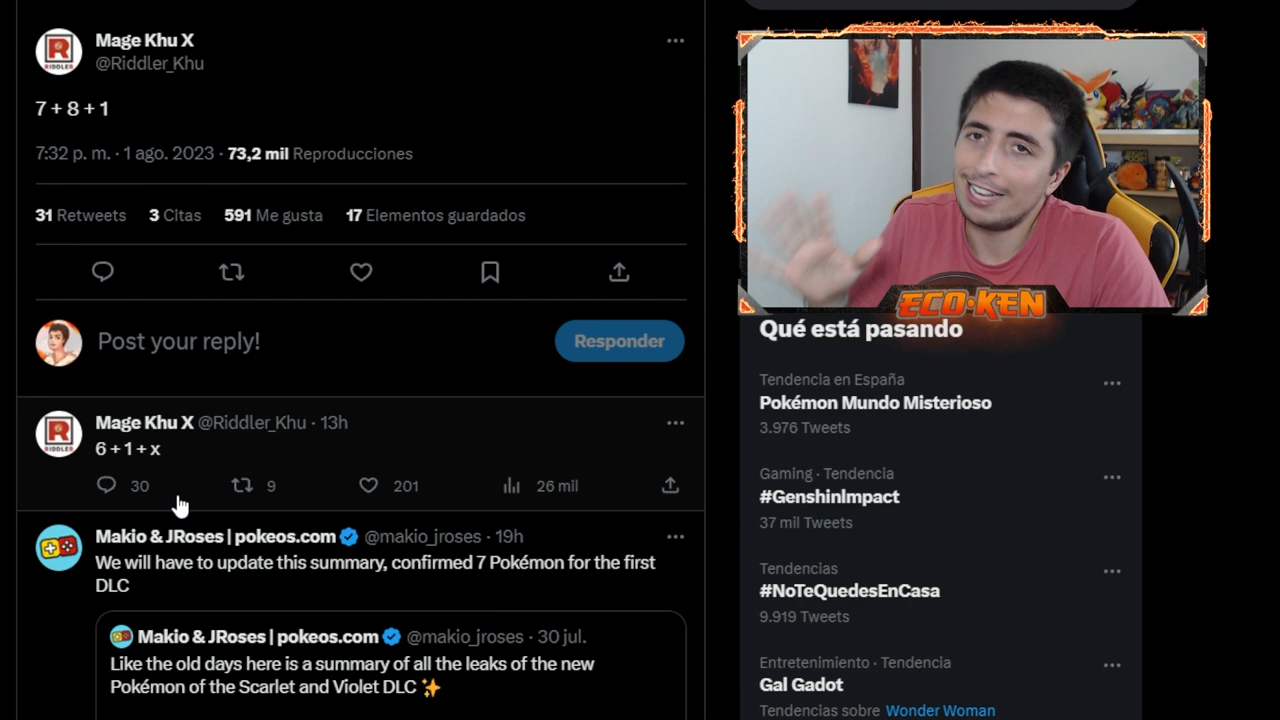 Mage Khu X
@Riddler_Khu
7 + 8 + 1
7:32 p. m. · 1 ago. 2023 · 73,2 mil Reproducciones
31 Retweets 3 Citas 591 Me gusta 17 Elementos guardados
Post your reply!
Responder
Mage Khu X @Riddler_Khu · 13h
6 + 1 + x
30 9 201 26 mil
Makio & JRoses | pokeos.com @makio_jroses · 19h
We will have to update this summary, confirmed 7 Pokémon for the first
DLC
Makio & JRoses | pokeos.com @makio_jroses · 30 jul.
Like the old days here is a summary of all the leaks of the new
Pokémon of the Scarlet and Violet DLC ✨
ECO·KEN
Qué está pasando
Tendencia en España
Pokémon Mundo Misterioso
3.976 Tweets
Gaming · Tendencia
#GenshinImpact
37 mil Tweets
Tendencias
#NoTeQuedesEnCasa
9.919 Tweets
Entretenimiento · Tendencia
Gal Gadot
Tendencias sobre Wonder Woman